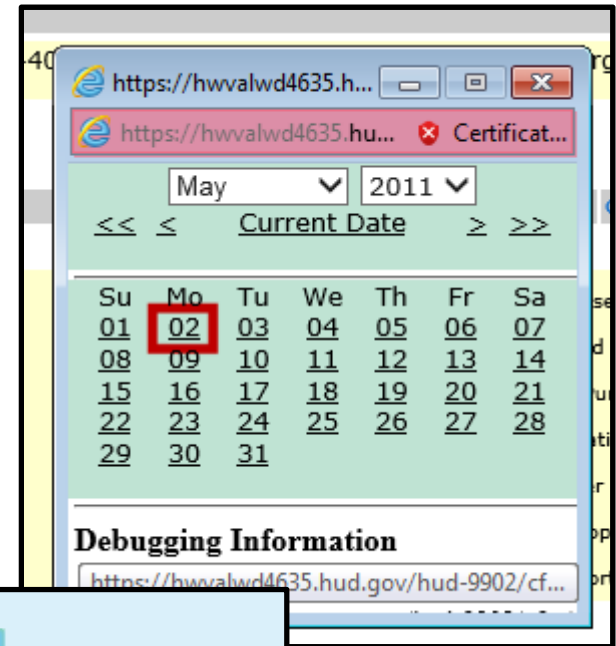 -40
https://hwvalwd4635.h...
https://hwvalwd4635.hu... Certificat...
May 2011
<< < Current Date > >>
Su Mo Tu We Th Fr Sa
01 02 03 04 05 06 07
08 09 10 11 12 13 14
15 16 17 18 19 20 21
22 23 24 25 26 27 28
29 30 31
Debugging Information
https://hwvalwd4635.hud.gov/hud-9902/cf...